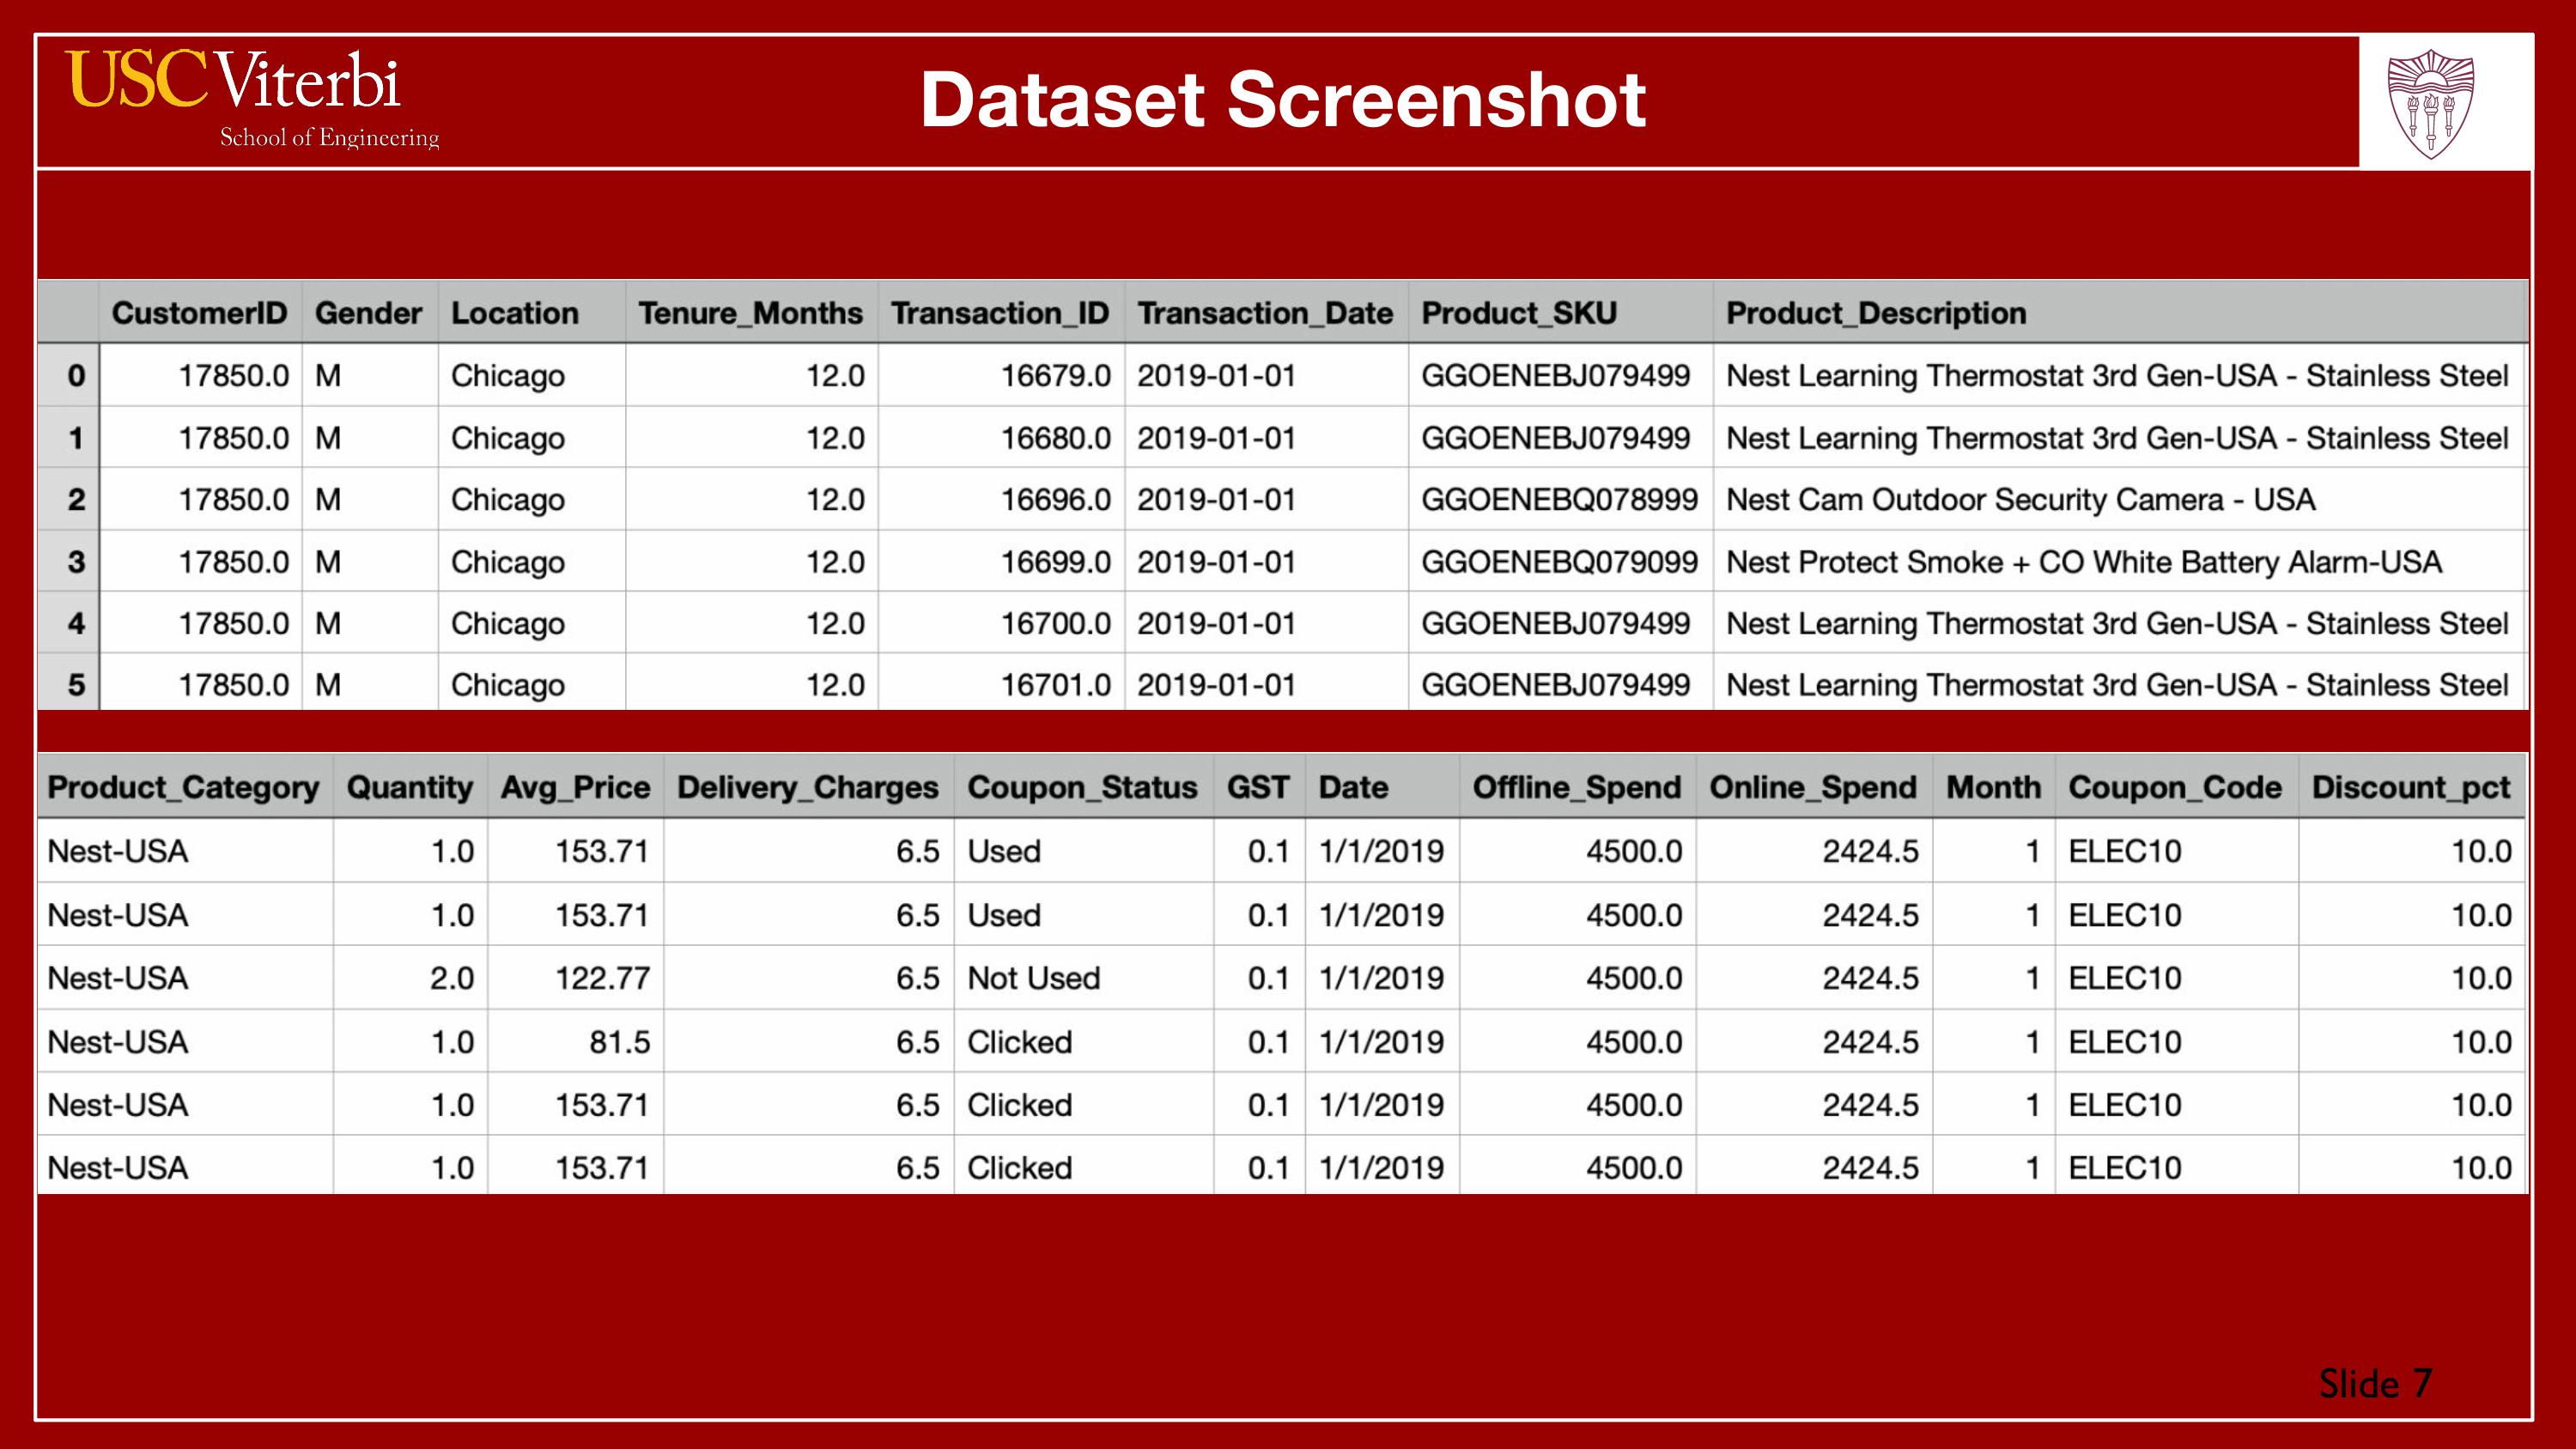 USC Viterbi
School of Engineering
Dataset Screenshot
CustomerID Gender Location Tenure_Months Transaction_ID Transaction_Date Product_SKU Product_Description
0 17850.0 M Chicago 12.0 16679.0 2019-01-01 GGOENEBJ079499 Nest Learning Thermostat 3rd Gen-USA - Stainless Steel
1 17850.0 M Chicago 12.0 16680.0 2019-01-01 GGOENEBJ079499 Nest Learning Thermostat 3rd Gen-USA - Stainless Steel
2 17850.0 M Chicago 12.0 16696.0 2019-01-01 GGOENEBQ078999 Nest Cam Outdoor Security Camera - USA
3 17850.0 M Chicago 12.0 16699.0 2019-01-01 GGOENEBQ079099 Nest Protect Smoke + CO White Battery Alarm-USA
4 17850.0 M Chicago 12.0 16700.0 2019-01-01 GGOENEBJ079499 Nest Learning Thermostat 3rd Gen-USA - Stainless Steel
5 17850.0 M Chicago 12.0 16701.0 2019-01-01 GGOENEBJ079499 Nest Learning Thermostat 3rd Gen-USA - Stainless Steel
Product_Category Quantity Avg_Price Delivery_Charges Coupon_Status GST Date Offline_Spend Online_Spend Month Coupon_Code Discount_pct
Nest-USA 1.0 153.71 6.5 Used 0.1 1/1/2019 4500.0 2424.5 1 ELEC10 10.0
Nest-USA 1.0 153.71 6.5 Used 0.1 1/1/2019 4500.0 2424.5 1 ELEC10 10.0
Nest-USA 2.0 122.77 6.5 Not Used 0.1 1/1/2019 4500.0 2424.5 1 ELEC10 10.0
Nest-USA 1.0 81.5 6.5 Clicked 0.1 1/1/2019 4500.0 2424.5 1 ELEC10 10.0
Nest-USA 1.0 153.71 6.5 Clicked 0.1 1/1/2019 4500.0 2424.5 1 ELEC10 10.0
Nest-USA 1.0 153.71 6.5 Clicked 0.1 1/1/2019 4500.0 2424.5 1 ELEC10 10.0
Slide 7